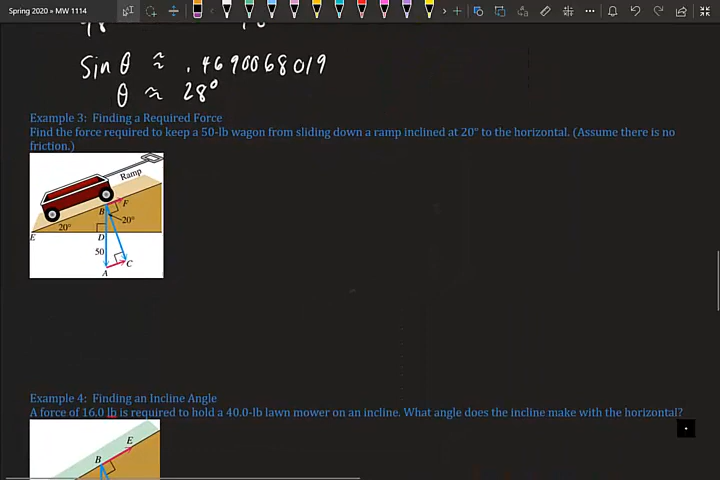 Spring 2020 » MW 1114
Sin θ ≈ .4690068019
θ ≈ 28°
Example 3: Finding a Required Force
Find the force required to keep a 50-lb wagon from sliding down a ramp inclined at 20° to the horizontal. (Assume there is no
friction.)
Ramp
F
B
20°
20°
E
D
50
C
A
Example 4: Finding an Incline Angle
A force of 16.0 lb is required to hold a 40.0-lb lawn mower on an incline. What angle does the incline make with the horizontal?
E
B